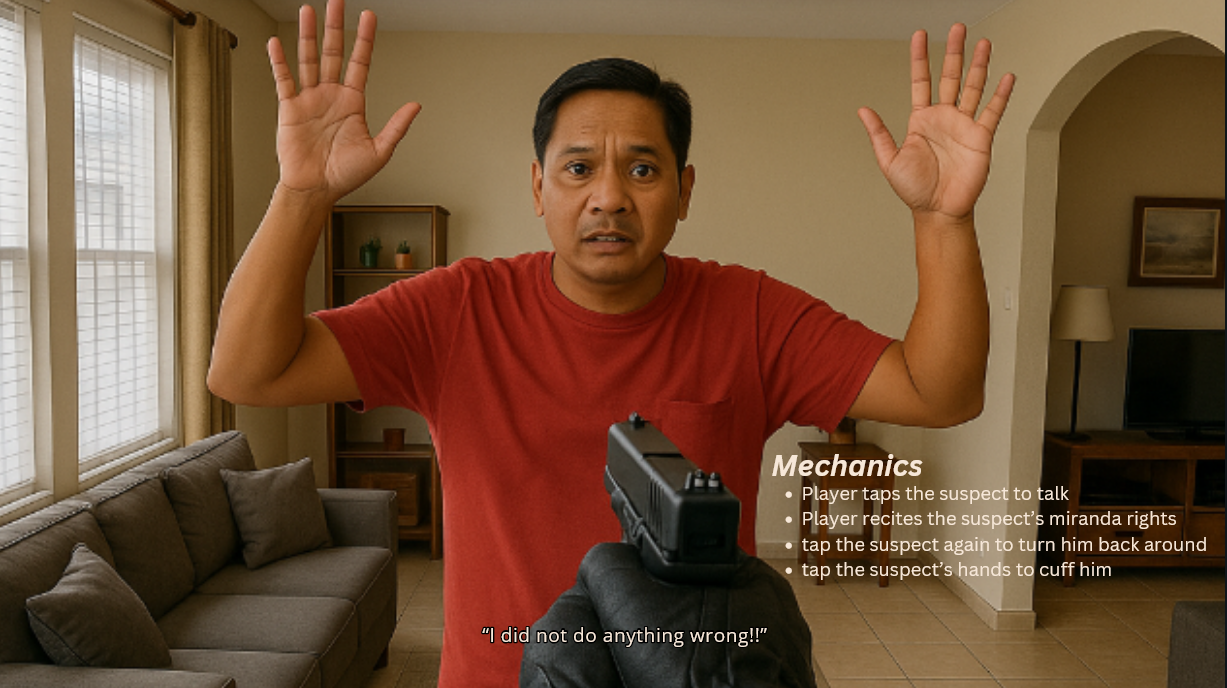 Mechanics
Player taps the suspect to talk
Player recites the suspect’s miranda rights
tap the suspect again to turn him back around
tap the suspect’s hands to cuff him
“I did not do anything wrong!!”